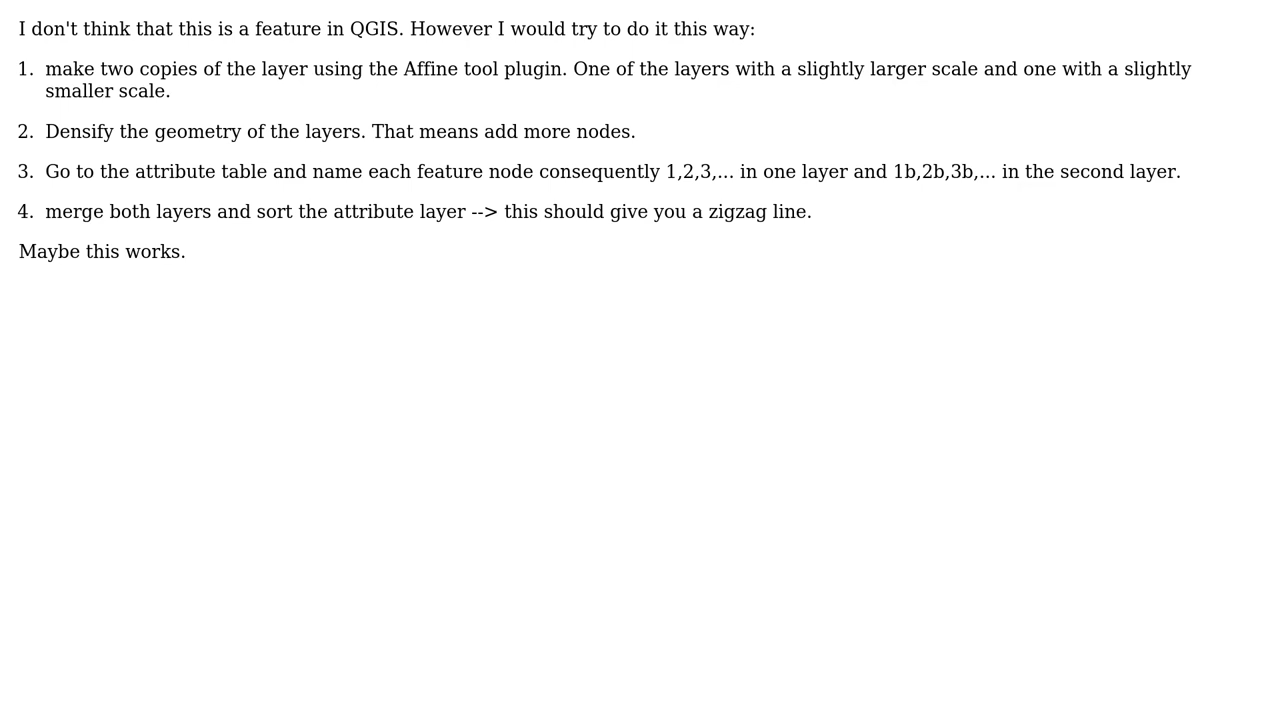 I don't think that this is a feature in QGIS. However I would try to do it this way:
1. make two copies of the layer using the Affine tool plugin. One of the layers with a slightly larger scale and one with a slightly
smaller scale.
2. Densify the geometry of the layers. That means add more nodes.
3. Go to the attribute table and name each feature node consequently 1,2,3,... in one layer and 1b,2b,3b,... in the second layer.
4. merge both layers and sort the attribute layer --> this should give you a zigzag line.
Maybe this works.